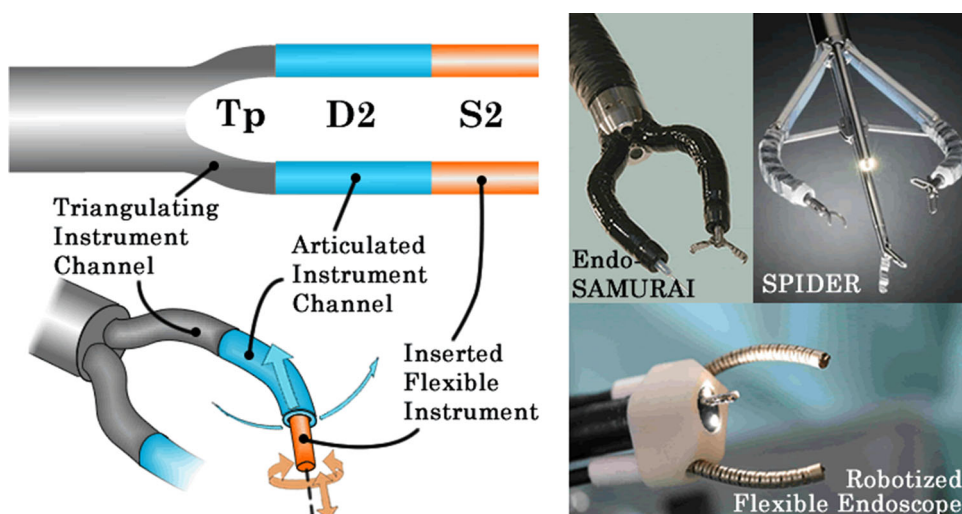 Tp D2 S2
Triangulating
Instrument
Channel
Articulated
Instrument
Channel
Inserted
Flexible
Instrument
Endo-
SAMURAI
SPIDER
Robotized
Flexible Endoscope